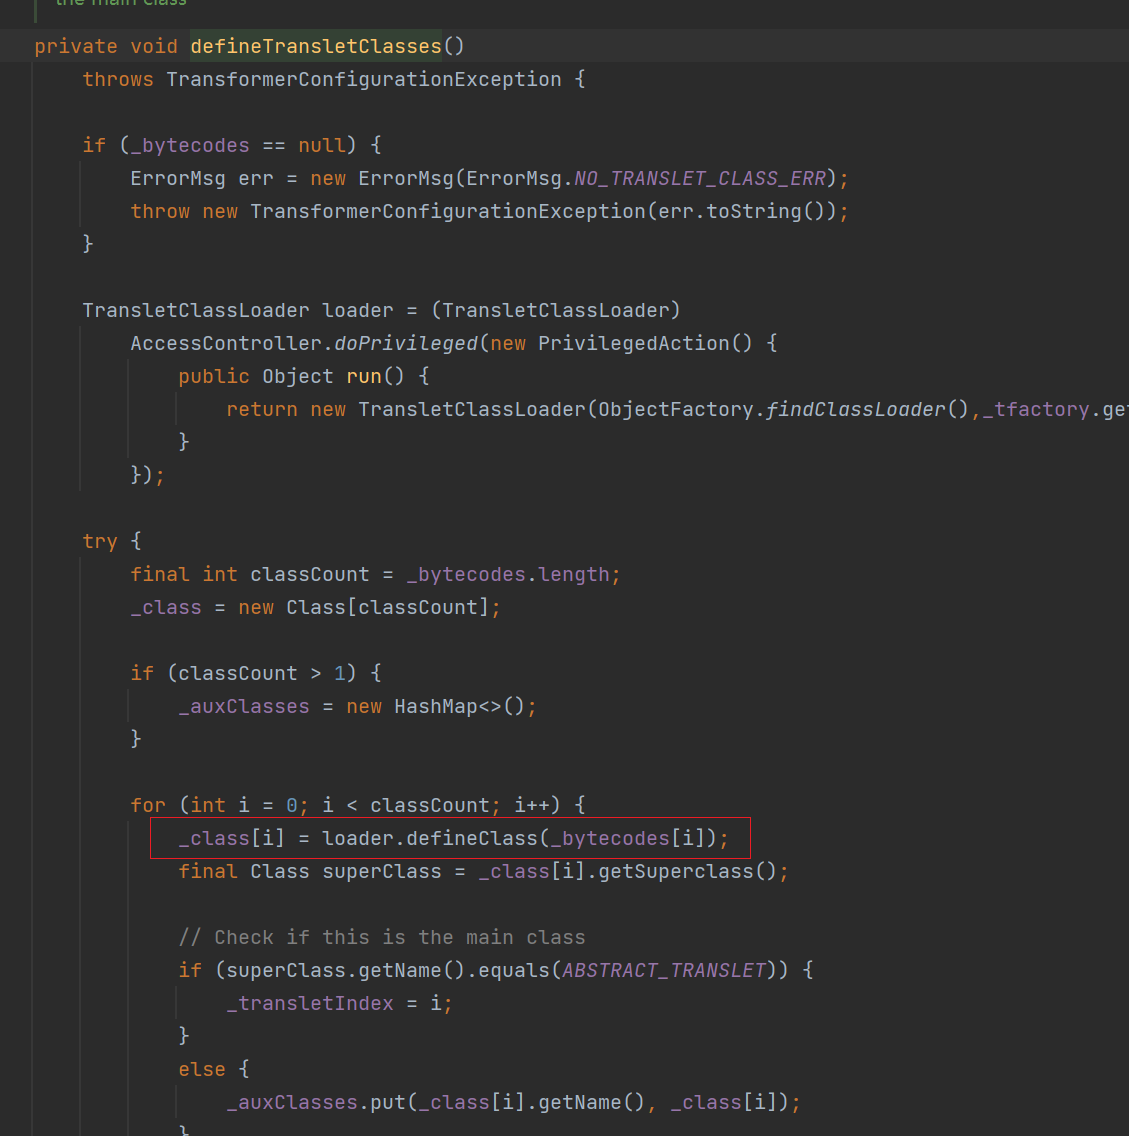 the main class
private void defineTransletClasses()
    throws TransformerConfigurationException {

    if (_bytecodes == null) {
        ErrorMsg err = new ErrorMsg(ErrorMsg.NO_TRANSLET_CLASS_ERR);
        throw new TransformerConfigurationException(err.toString());
    }

    TransletClassLoader loader = (TransletClassLoader)
        AccessController.doPrivileged(new PrivilegedAction() {
            public Object run() {
                return new TransletClassLoader(ObjectFactory.findClassLoader(),_tfactory.get
            }
        });

    try {
        final int classCount = _bytecodes.length;
        _class = new Class[classCount];

        if (classCount > 1) {
            _auxClasses = new HashMap<>();
        }

        for (int i = 0; i < classCount; i++) {
            _class[i] = loader.defineClass(_bytecodes[i]);
            final Class superClass = _class[i].getSuperclass();

            // Check if this is the main class
            if (superClass.getName().equals(ABSTRACT_TRANSLET)) {
                _transletIndex = i;
            }
            else {
                _auxClasses.put(_class[i].getName(), _class[i]);
            }